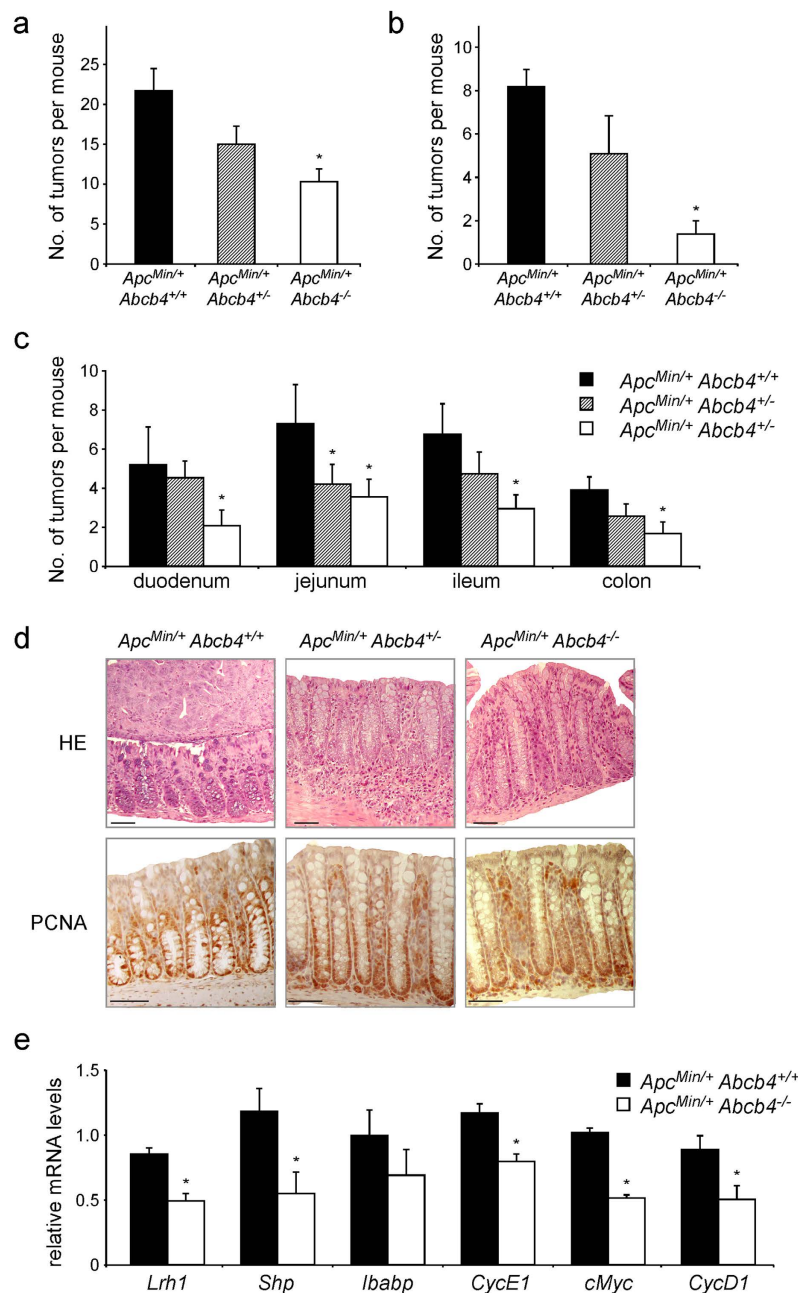 a
No. of tumors per mouse
25
20
15
10
5
0
*
Apc^Min/+ Apc^Min/+ Apc^Min/+
Abcb4^+/+ Abcb4^+/- Abcb4^-/-
b
No. of tumors per mouse
8
6
4
2
0
*
Apc^Min/+ Apc^Min/+ Apc^Min/+
Abcb4^+/+ Abcb4^+/- Abcb4^-/-
c
No. of tumors per mouse
10
8
6
4
2
0
Apc^Min/+ Abcb4^+/+
Apc^Min/+ Abcb4^+/-
Apc^Min/+ Abcb4^+/-
* * * * *
duodenum jejunum ileum colon
d
Apc^Min/+ Abcb4^+/+ Apc^Min/+ Abcb4^+/- Apc^Min/+ Abcb4^-/-
HE
PCNA
e
relative mRNA levels
1.5
1.0
0.5
0
Apc^Min/+ Abcb4^+/+
Apc^Min/+ Abcb4^-/-
* * * * *
Lrh1 Shp Ibabp CycE1 cMyc CycD1